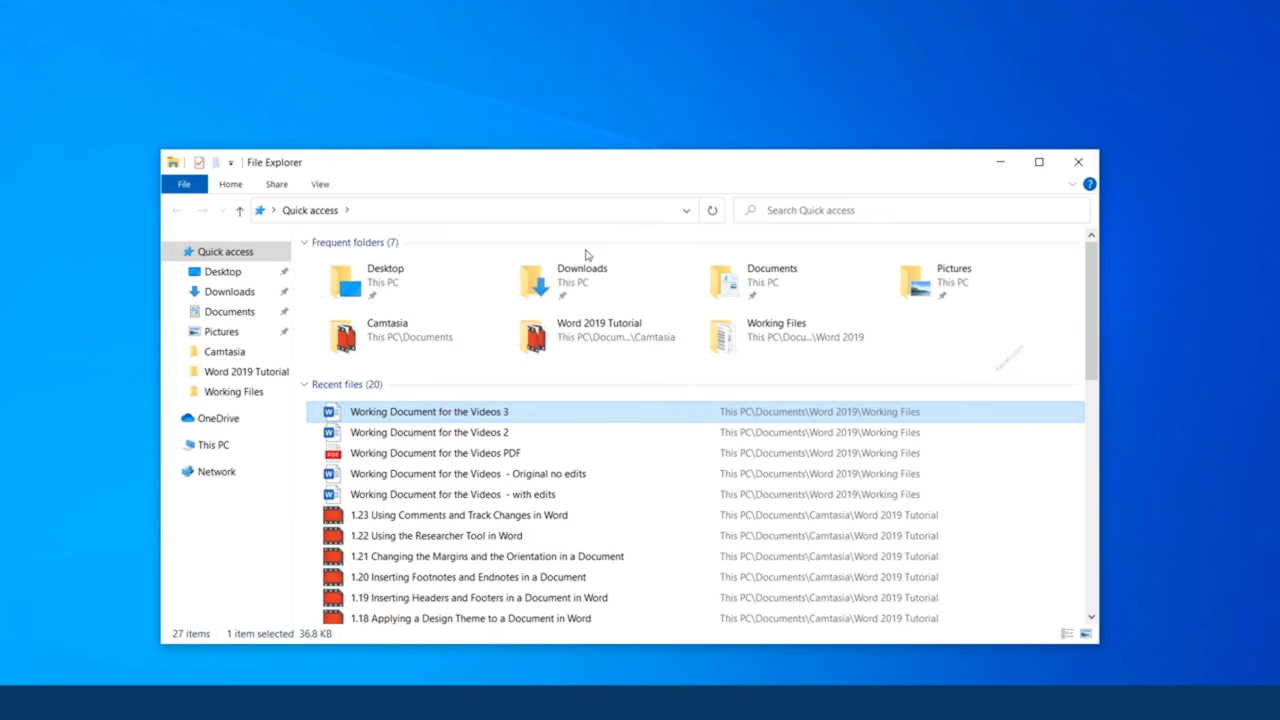 File Explorer
File Home Share View
Quick access
Search Quick access
Quick access
Desktop
Downloads
Documents
Pictures
Camtasia
Word 2019 Tutorial
Working Files
OneDrive
This PC
Network
Frequent folders (7)
Desktop
This PC
Downloads
This PC
Documents
This PC
Pictures
This PC
Camtasia
This PC\Documents
Word 2019 Tutorial
This PC\Docum...\Camtasia
Working Files
This PC\Docu...\Word 2019
Recent files (20)
W Working Document for the Videos 3 This PC\Documents\Word 2019\Working Files
W Working Document for the Videos 2 This PC\Documents\Word 2019\Working Files
PDF Working Document for the Videos PDF This PC\Documents\Word 2019\Working Files
W Working Document for the Videos - Original no edits This PC\Documents\Word 2019\Working Files
W Working Document for the Videos - with edits This PC\Documents\Word 2019\Working Files
1.23 Using Comments and Track Changes in Word This PC\Documents\Camtasia\Word 2019 Tutorial
1.22 Using the Researcher Tool in Word This PC\Documents\Camtasia\Word 2019 Tutorial
1.21 Changing the Margins and the Orientation in a Document This PC\Documents\Camtasia\Word 2019 Tutorial
1.20 Inserting Footnotes and Endnotes in a Document This PC\Documents\Camtasia\Word 2019 Tutorial
1.19 Inserting Headers and Footers in a Document in Word This PC\Documents\Camtasia\Word 2019 Tutorial
1.18 Applying a Design Theme to a Document in Word This PC\Documents\Camtasia\Word 2019 Tutorial
27 items 1 item selected 36.8 KB